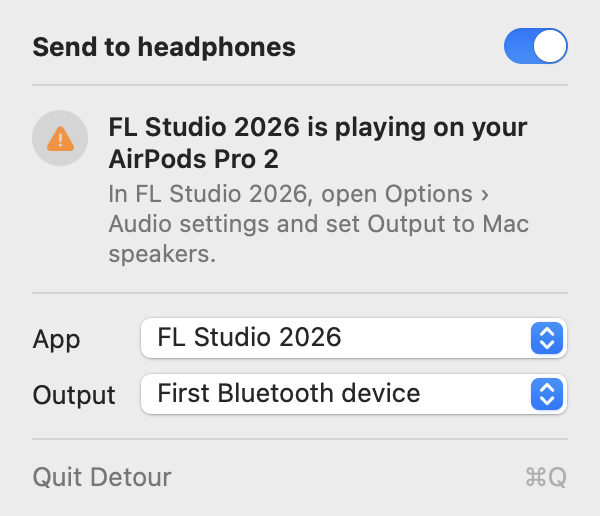 Send to headphones
FL Studio 2026 is playing on your
AirPods Pro 2
In FL Studio 2026, open Options ›
Audio settings and set Output to Mac
speakers.
App
FL Studio 2026
Output
First Bluetooth device
Quit Detour ⌘Q